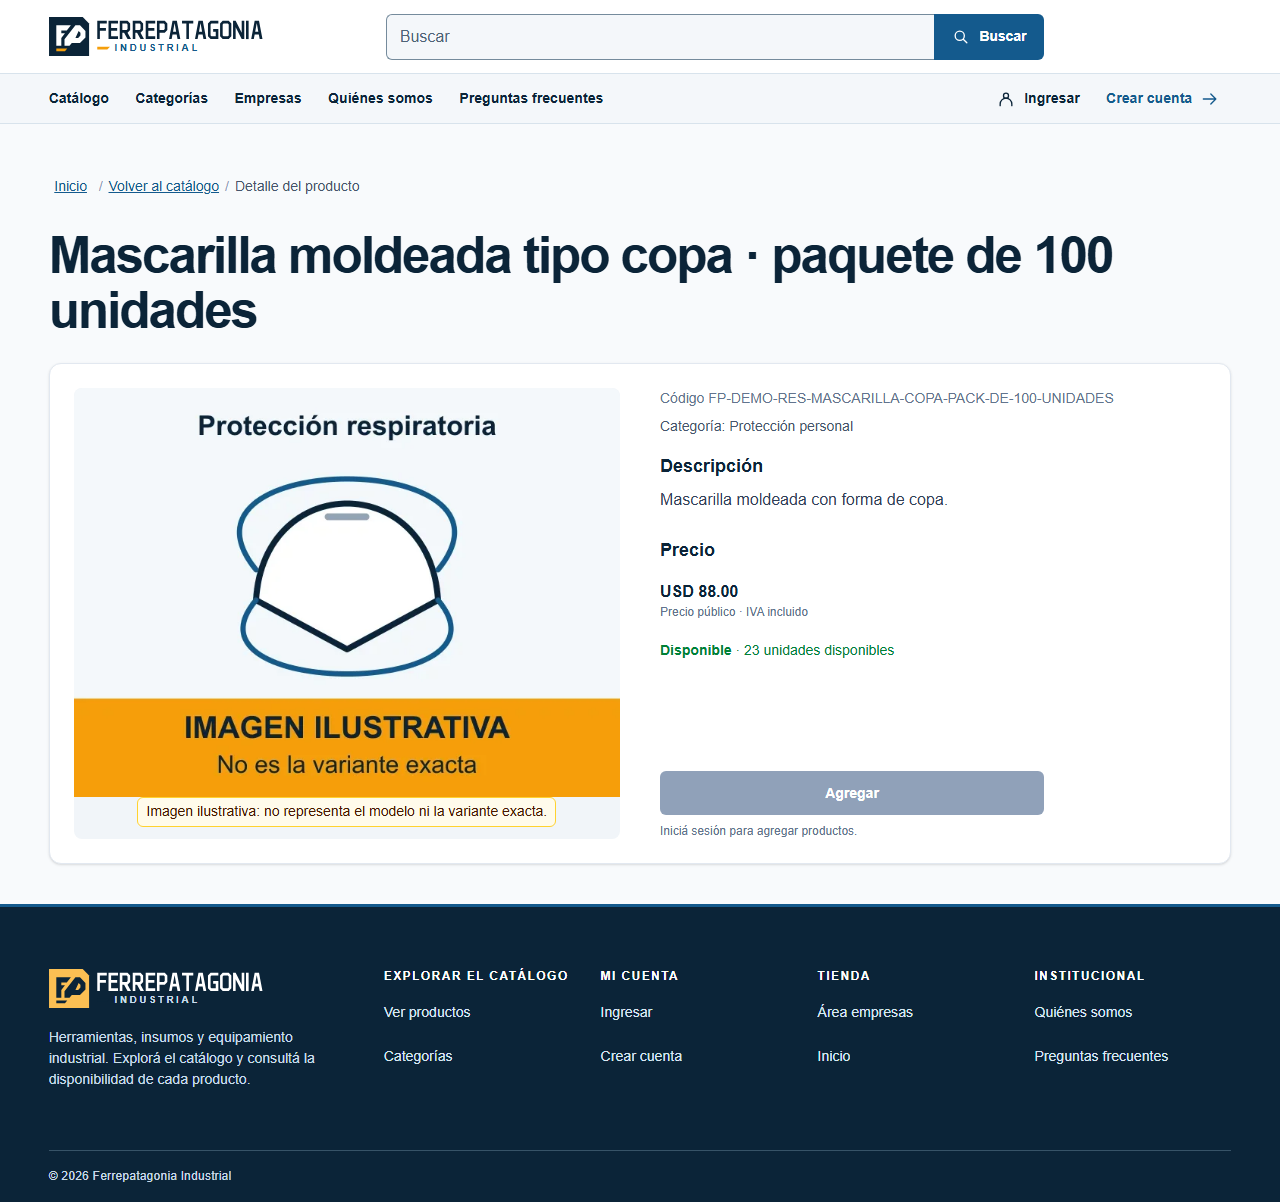 FP FERREPATAGONIA
INDUSTRIAL
Buscar
Buscar
Catálogo Categorías Empresas Quiénes somos Preguntas frecuentes Ingresar Crear cuenta →
Inicio / Volver al catálogo / Detalle del producto
Mascarilla moldeada tipo copa · paquete de 100
unidades
Protección respiratoria
IMAGEN ILUSTRATIVA
No es la variante exacta
Imagen ilustrativa: no representa el modelo ni la variante exacta.
Código FP-DEMO-RES-MASCARILLA-COPA-PACK-DE-100-UNIDADES
Categoría: Protección personal
Descripción
Mascarilla moldeada con forma de copa.
Precio
USD 88.00
Precio público · IVA incluido
Disponible · 23 unidades disponibles
Agregar
Iniciá sesión para agregar productos.
FP FERREPATAGONIA
INDUSTRIAL
Herramientas, insumos y equipamiento
industrial. Explorá el catálogo y consultá la
disponibilidad de cada producto.
EXPLORAR EL CATÁLOGO
Ver productos
Categorías
MI CUENTA
Ingresar
Crear cuenta
TIENDA
Área empresas
Inicio
INSTITUCIONAL
Quiénes somos
Preguntas frecuentes
© 2026 Ferrepatagonia Industrial